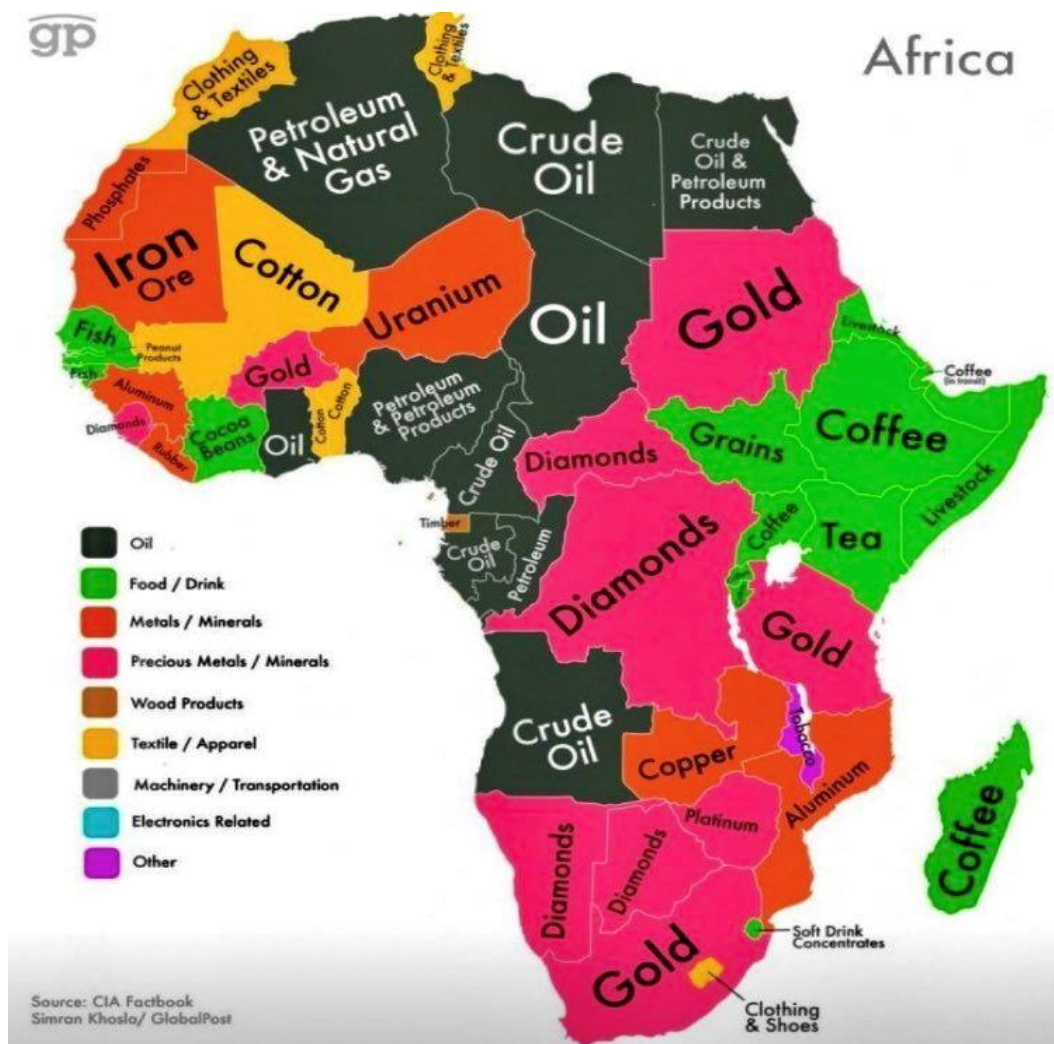 gp
Africa
Clothing
& Textiles
Clothing
& Textiles
Petroleum
& Natural
Gas
Crude
Oil
Crude
Oil &
Petroleum
Products
Phosphates
Iron
Ore
Cotton
Uranium
Oil
Gold
Fish
Peanut
Products
Fish
Gold
Livestock
Coffee
(in transit)
Aluminum
Diamonds
Rubber
Cocoa
Beans
Oil
Cotton
Cotton
Petroleum
& Petroleum
Products
Crude Oil
Diamonds
Grains
Coffee
Livestock
Timber
Crude
Oil
Petroleum
Diamonds
Coffee
Tea
Gold
Oil
Food / Drink
Metals / Minerals
Precious Metals / Minerals
Wood Products
Textile / Apparel
Machinery / Transportation
Electronics Related
Other
Crude
Oil
Copper
Tobacco
Aluminum
Platinum
Diamonds
Diamonds
Coffee
Soft Drink
Concentrates
Gold
Clothing
& Shoes
Source: CIA Factbook
Simran Khosla/ GlobalPost